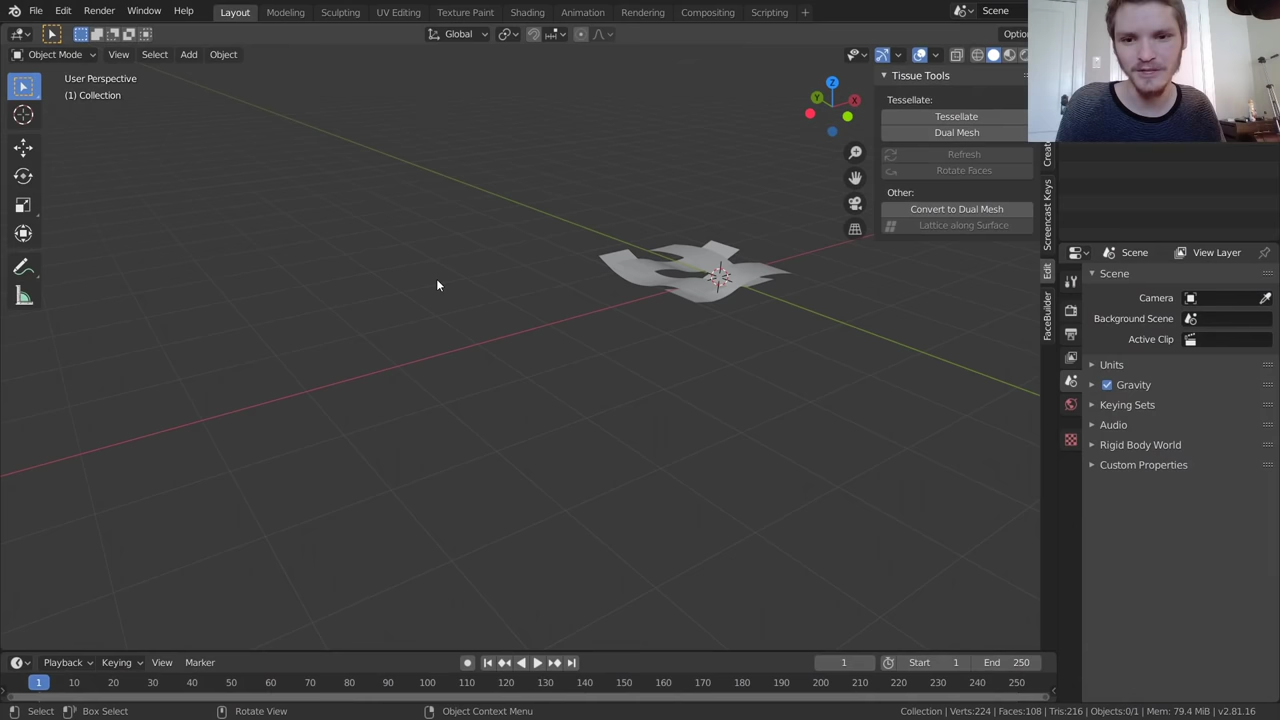 File Edit Render Window Help Layout Modeling Sculpting UV Editing Texture Paint Shading Animation Rendering Compositing Scripting + Scene
Global Optio
Object Mode View Select Add Object
User Perspective
(1) Collection
Z
Y
X
Tissue Tools
Tessellate:
Tessellate
Dual Mesh
Refresh
Rotate Faces
Other:
Convert to Dual Mesh
Lattice along Surface
Create
Screencast Keys
Edit
FaceBuilder
Scene View Layer
Scene
Camera
Background Scene
Active Clip
Units
Gravity
Keying Sets
Audio
Rigid Body World
Custom Properties
Playback Keying View Marker 1 Start 1 End 250
1 10 20 30 40 50 60 70 80 90 100 110 120 130 140 150 160 170 180 190 200 210 220 230 240 250
Select Box Select Rotate View Object Context Menu Collection | Verts:224 | Faces:108 | Tris:216 | Objects:0/1 | Mem: 79.4 MiB | v2.81.16